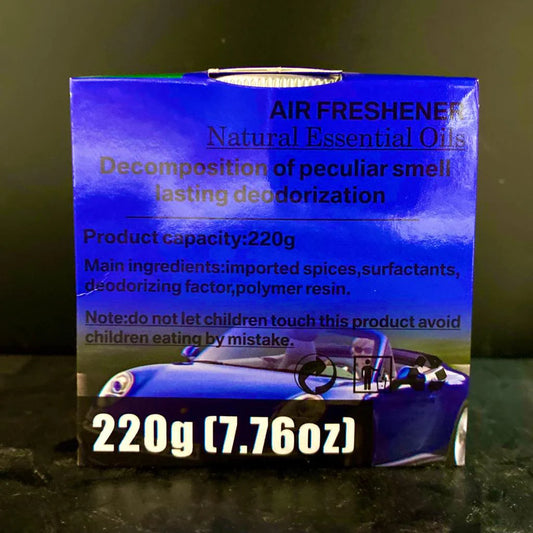 AIR FRESHENER
Natural Essential Oils
Decomposition of peculiar smell
lasting deodorization
Product capacity:220g
Main ingredients:imported spices,surfactants,
deodorizing factor,polymer resin.
Note:do not let children touch this product avoid
children eating by mistake.
220g (7.76oz)